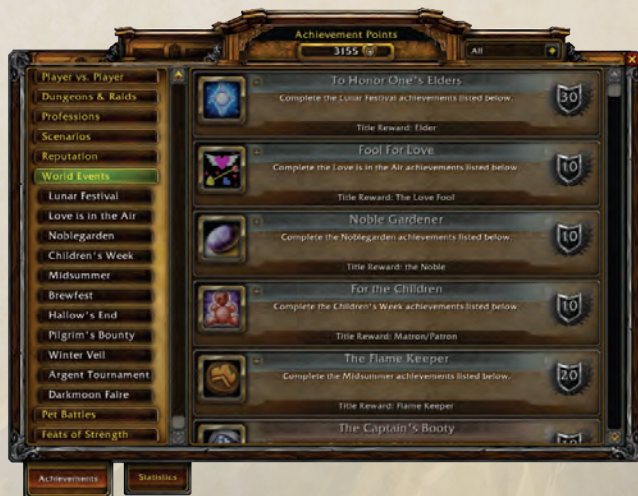 Achievement Points
3155
All
Player vs. Player
Dungeons & Raids
Professions
Scenarios
Reputation
World Events
Lunar Festival
Love is in the Air
Noblegarden
Children's Week
Midsummer
Brewfest
Hallow's End
Pilgrim's Bounty
Winter Veil
Argent Tournament
Darkmoon Faire
Pet Battles
Feats of Strength
To Honor One's Elders
Complete the Lunar Festival achievements listed below.
Title Reward: Elder
30
Fool For Love
Complete the Love is in the Air achievements listed below.
Title Reward: The Love Fool
10
Noble Gardener
Complete the Noblegarden achievements listed below.
Title Reward: the Noble
10
For the Children
Complete the Children's Week achievements listed below.
Title Reward: Matron/Patron
10
The Flame Keeper
Complete the Midsummer achievements listed below.
Title Reward: Flame Keeper
20
The Captain's Booty
Achievements
Statistics